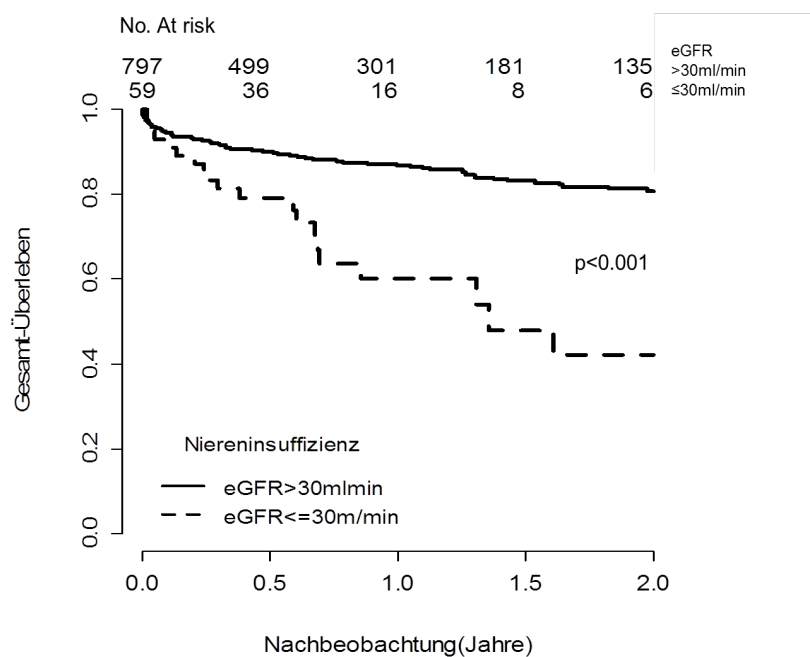 No. At risk
797 499 301 181 135
59 36 16 8 6
eGFR
>30ml/min
≤30ml/min
1.0
0.8
0.6
0.4
0.2
0.0
Gesamt-Überleben
p<0.001
Niereninsuffizienz
eGFR>30mlmin
eGFR<=30m/min
0.0 0.5 1.0 1.5 2.0
Nachbeobachtung(Jahre)